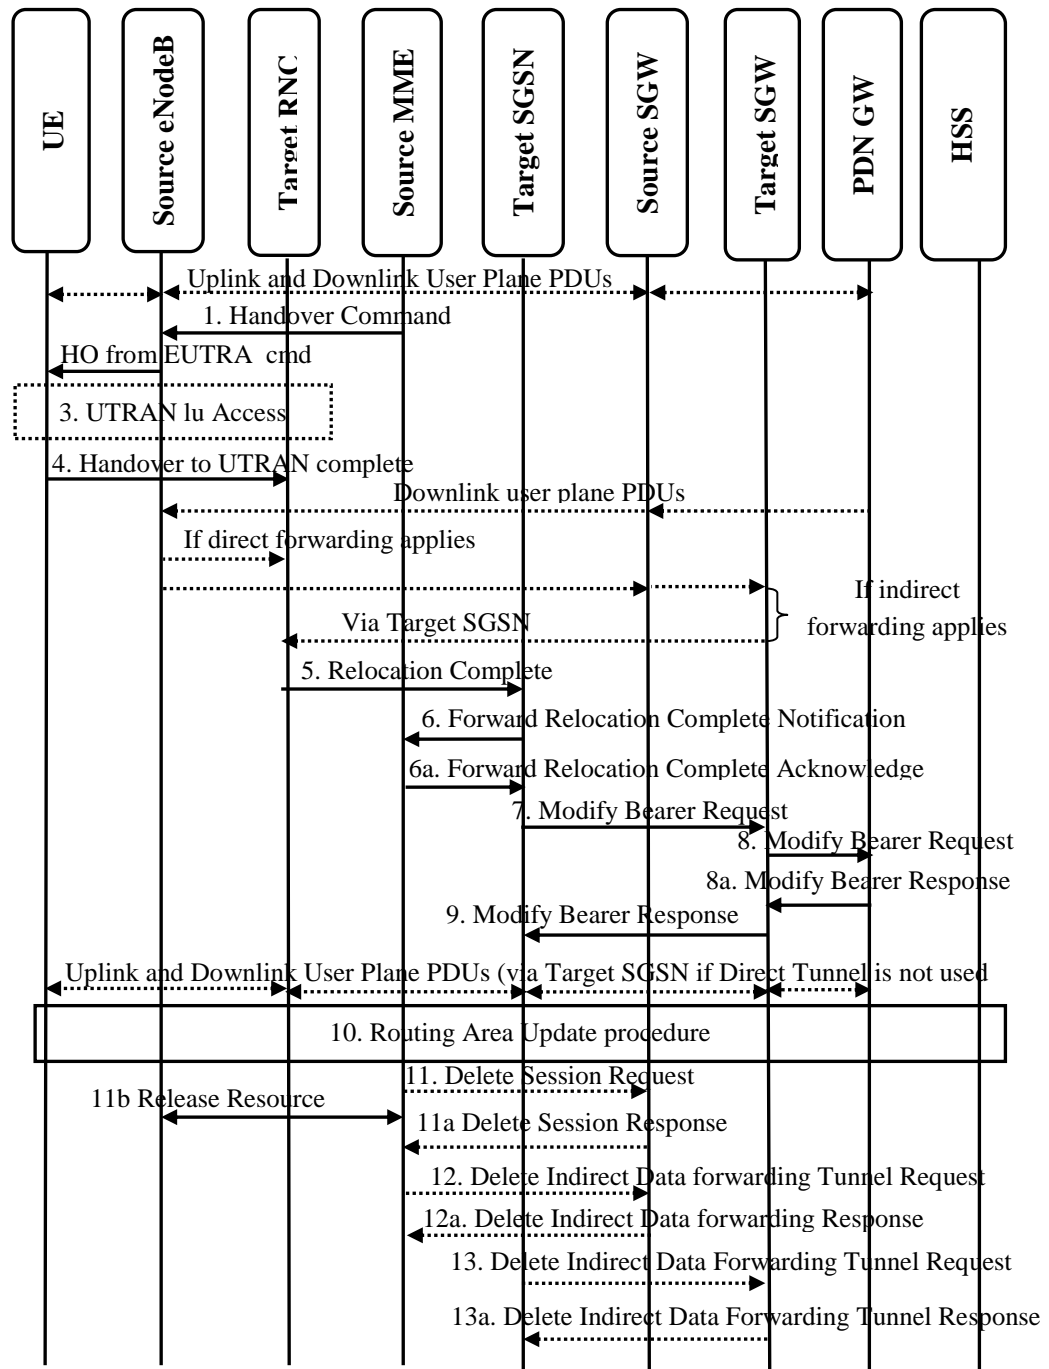 UE
Source eNodeB
Target RNC
Source MME
Target SGSN
Source SGW
Target SGW
PDN GW
HSS
Uplink and Downlink User Plane PDUs
1. Handover Command
HO from EUTRA cmd
3. UTRAN lu Access
4. Handover to UTRAN complete
Downlink user plane PDUs
If direct forwarding applies
If indirect
forwarding applies
Via Target SGSN
5. Relocation Complete
6. Forward Relocation Complete Notification
6a. Forward Relocation Complete Acknowledge
7. Modify Bearer Request
8. Modify Bearer Request
8a. Modify Bearer Response
9. Modify Bearer Response
Uplink and Downlink User Plane PDUs (via Target SGSN if Direct Tunnel is not used
10. Routing Area Update procedure
11. Delete Session Request
11b Release Resource
11a Delete Session Response
12. Delete Indirect Data forwarding Tunnel Request
12a. Delete Indirect Data forwarding Response
13. Delete Indirect Data Forwarding Tunnel Request
13a. Delete Indirect Data Forwarding Tunnel Response